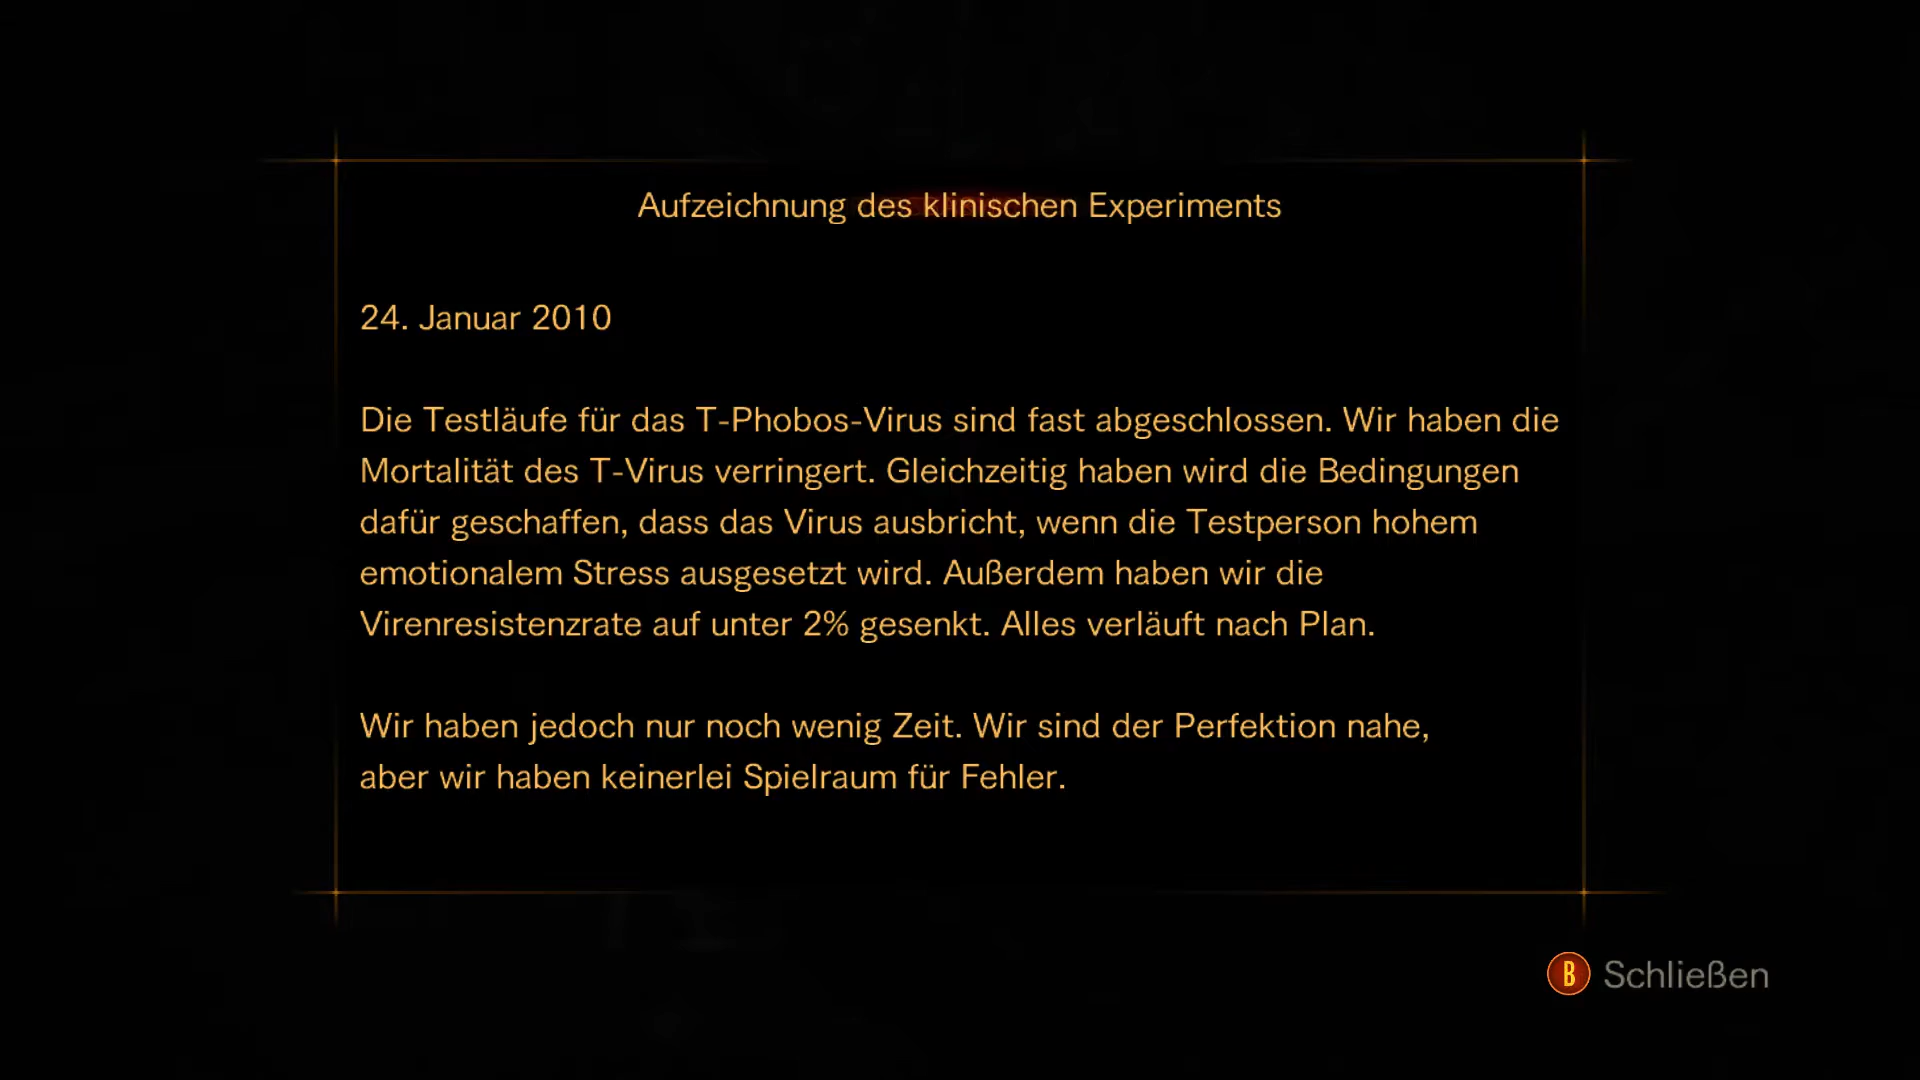 Aufzeichnung des klinischen Experiments
24. Januar 2010
Die Testläufe für das T-Phobos-Virus sind fast abgeschlossen. Wir haben die
Mortalität des T-Virus verringert. Gleichzeitig haben wird die Bedingungen
dafür geschaffen, dass das Virus ausbricht, wenn die Testperson hohem
emotionalem Stress ausgesetzt wird. Außerdem haben wir die
Virenresistenzrate auf unter 2% gesenkt. Alles verläuft nach Plan.
Wir haben jedoch nur noch wenig Zeit. Wir sind der Perfektion nahe,
aber wir haben keinerlei Spielraum für Fehler.
B Schließen